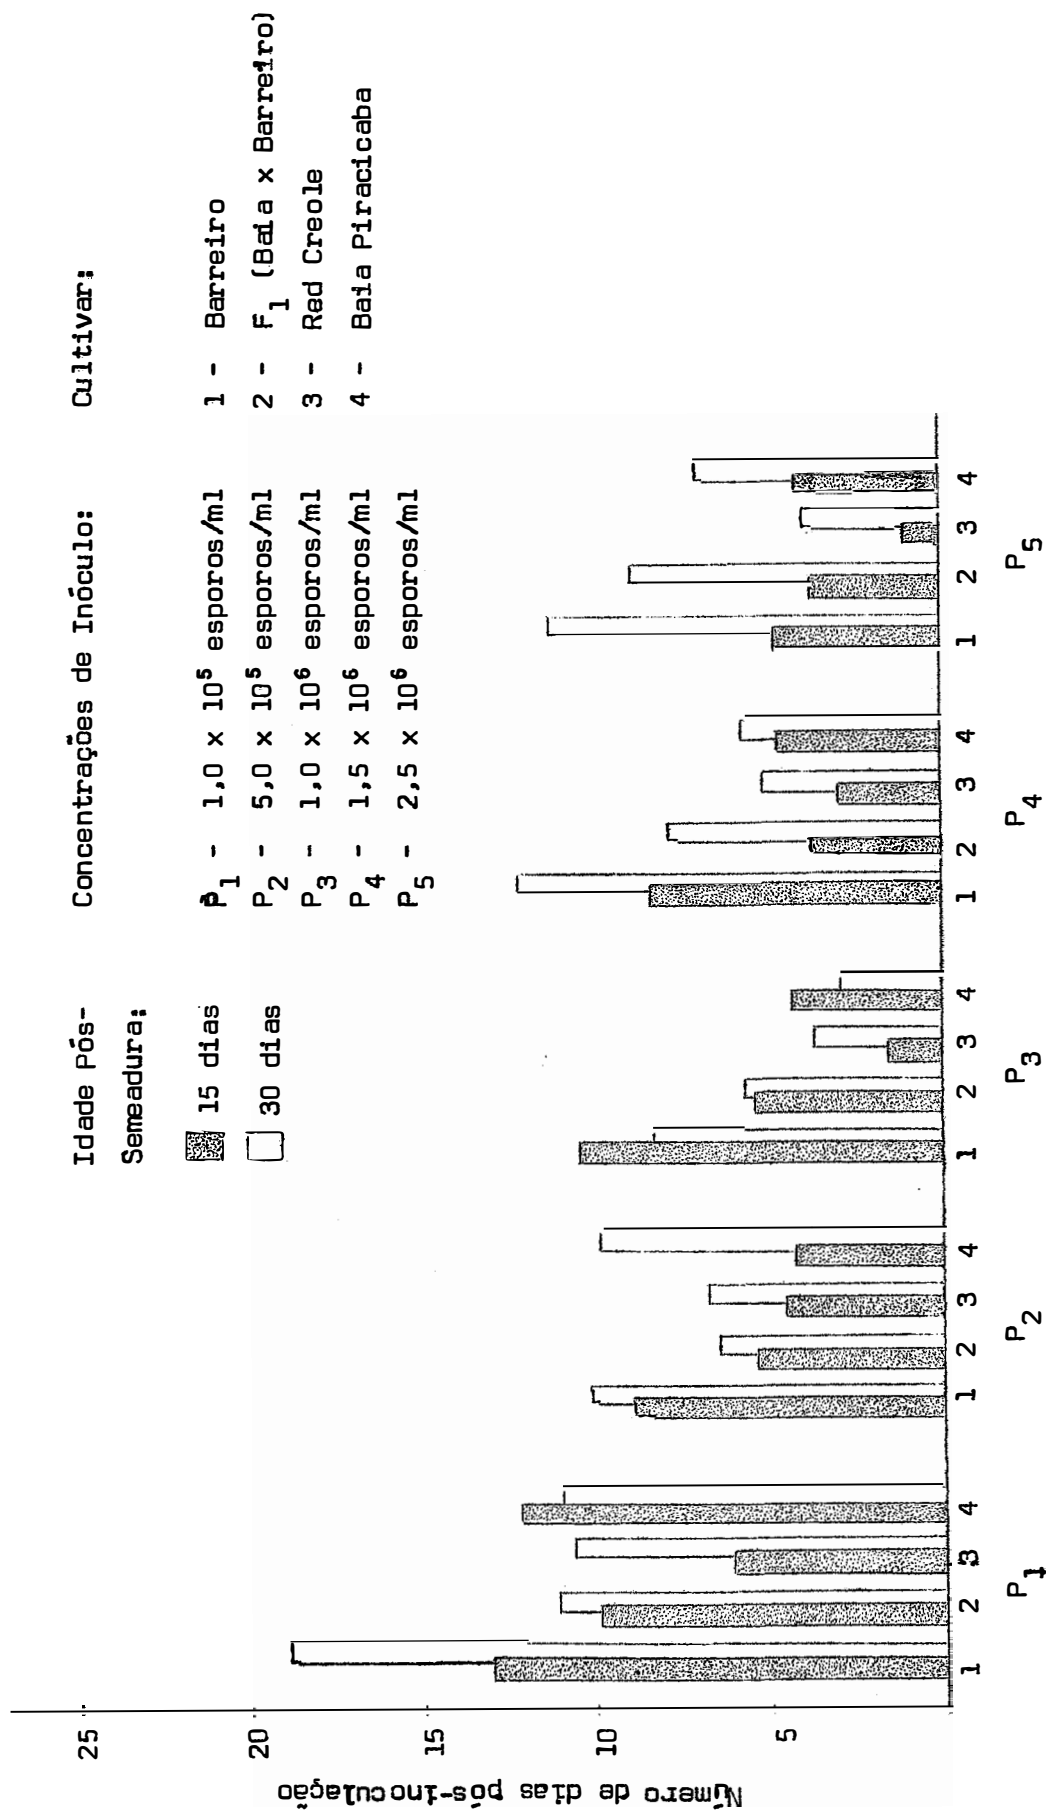 Idade Pós-
Semeadura:
15 dias
30 dias
Concentrações de Inóculo:
P1 - 1,0 x 10⁵ esporos/ml
P2 - 5,0 x 10⁵ esporos/ml
P3 - 1,0 x 10⁶ esporos/ml
P4 - 1,5 x 10⁶ esporos/ml
P5 - 2,5 x 10⁶ esporos/ml
Cultivar:
1 - Barreiro
2 - F1 (Baia x Barreiro)
3 - Red Creole
4 - Baia Piracicaba
Número de dias pós-inoculação
25
20
15
10
5
1 2 3 4 1 2 3 4 1 2 3 4 1 2 3 4 1 2 3 4
P1 P2 P3 P4 P5